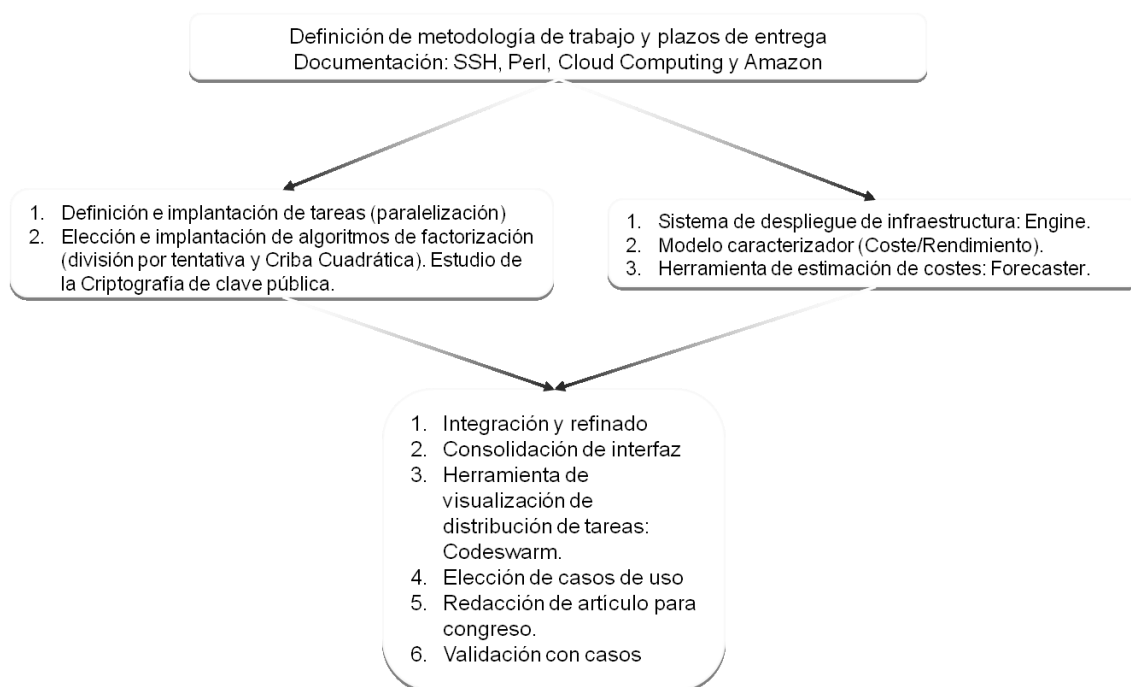 Definición de metodología de trabajo y plazos de entrega
Documentación: SSH, Perl, Cloud Computing y Amazon
1. Definición e implantación de tareas (paralelización)
2. Elección e implantación de algoritmos de factorización
(división por tentativa y Criba Cuadrática). Estudio de
la Criptografía de clave pública.
1. Sistema de despliegue de infraestructura: Engine.
2. Modelo caracterizador (Coste/Rendimiento).
3. Herramienta de estimación de costes: Forecaster.
1. Integración y refinado
2. Consolidación de interfaz
3. Herramienta de
visualización de
distribución de tareas:
Codeswarm.
4. Elección de casos de uso
5. Redacción de artículo para
congreso.
6. Validación con casos